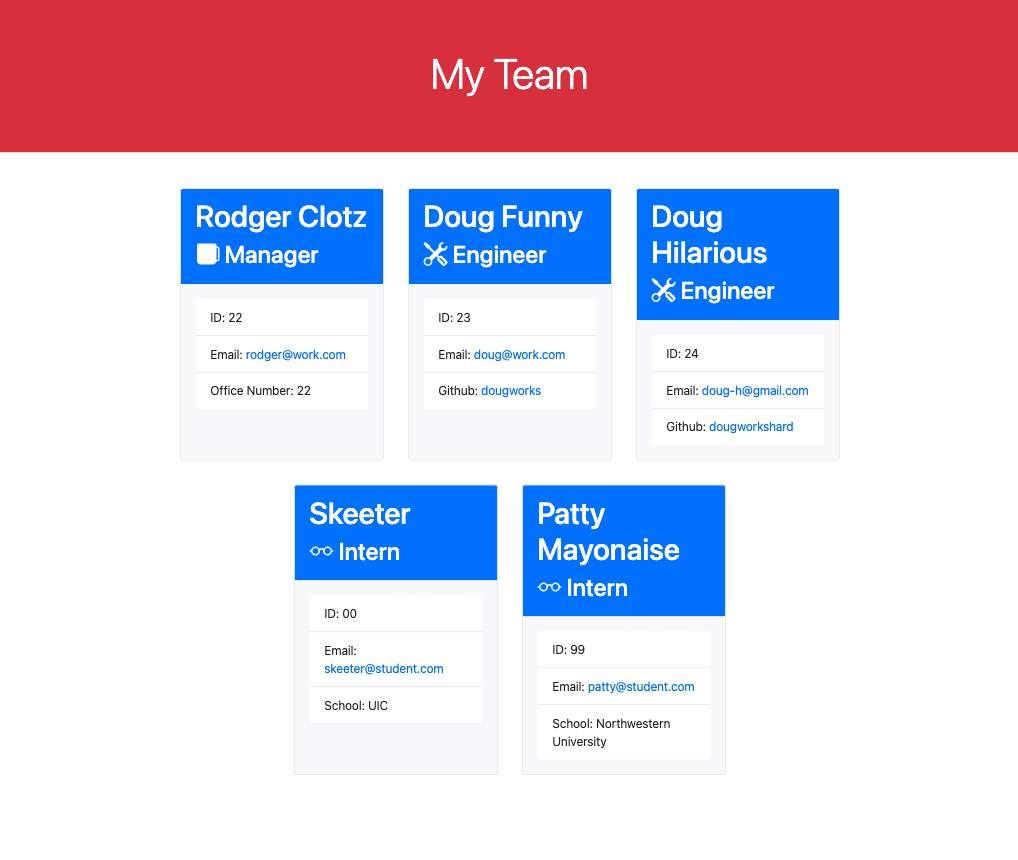 My Team
Rodger Clotz
Manager
ID: 22
Email: rodger@work.com
Office Number: 22
Doug Funny
Engineer
ID: 23
Email: doug@work.com
Github: dougworks
Doug
Hilarious
Engineer
ID: 24
Email: doug-h@gmail.com
Github: dougworkshard
Skeeter
Intern
ID: 00
Email:
skeeter@student.com
School: UIC
Patty
Mayonaise
Intern
ID: 99
Email: patty@student.com
School: Northwestern
University